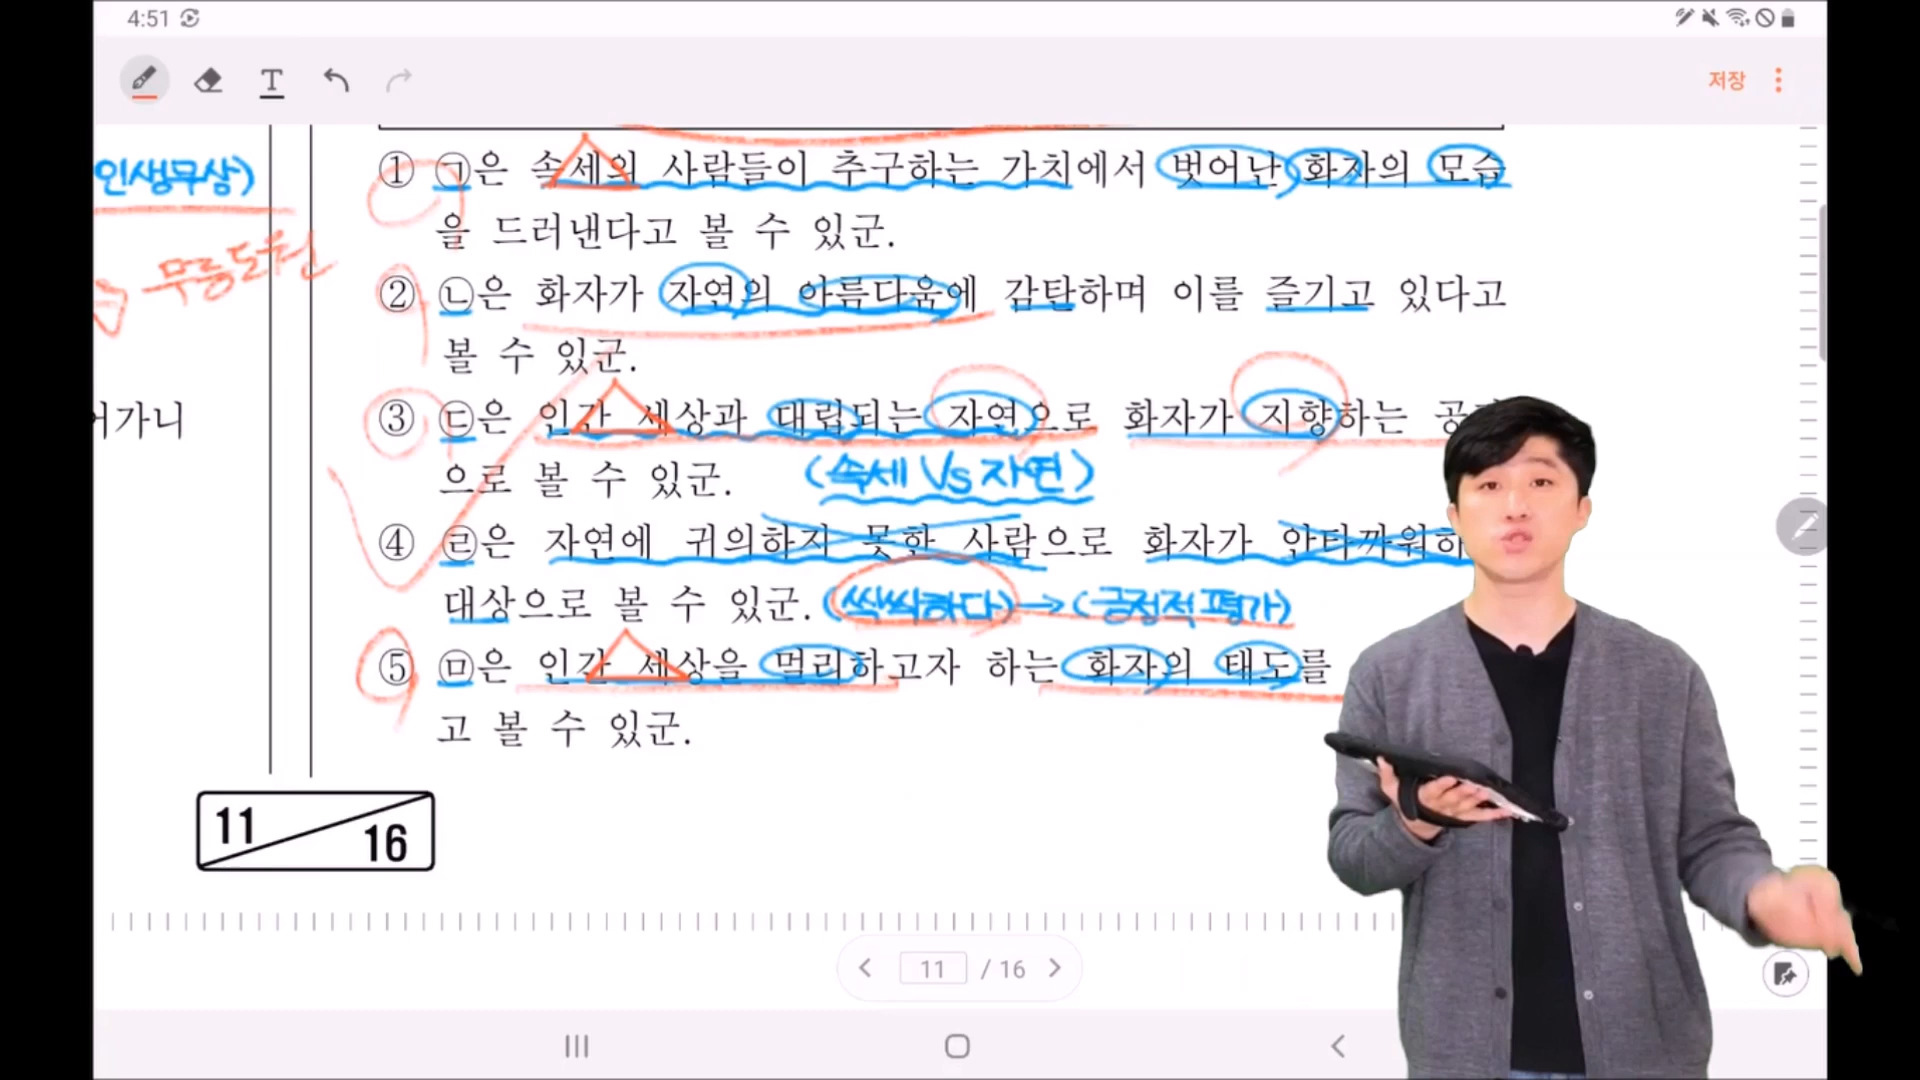 4:51
저장
인생무상)
무릉도원
어가니
① ㉠은 속세의 사람들이 추구하는 가치에서 벗어난 화자의 모습
을 드러낸다고 볼 수 있군.
② ㉡은 화자가 자연의 아름다움에 감탄하며 이를 즐기고 있다고
볼 수 있군.
③ ㉢은 인간 세상과 대립되는 자연으로 화자가 지향하는
으로 볼 수 있군. (속세 Vs 자연)
④ ㉣은 자연에 귀의하지 못한 사람으로 화자가 안타까워하
대상으로 볼 수 있군. (씩씩하다) → (긍정적 평가)
⑤ ㉤은 인간 세상을 멀리하고자 하는 화자의 태도를
고 볼 수 있군.
11
16
11 / 16